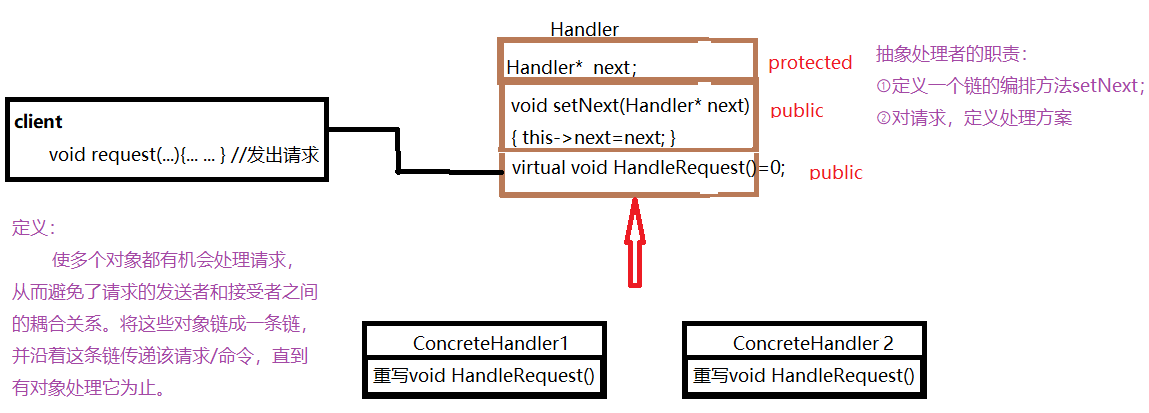 Handler
Handler* next;
protected
void setNext(Handler* next)
{ this->next=next; }
public
virtual void HandleRequest()=0;
public
抽象处理者的职责：
①定义一个链的编排方法setNext；
②对请求，定义处理方案
client
void request(...){... ... } //发出请求
定义：
使多个对象都有机会处理请求，
从而避免了请求的发送者和接受者之间
的耦合关系。将这些对象链成一条链，
并沿着这条链传递该请求/命令，直到
有对象处理它为止。
ConcreteHandler1
重写void HandleRequest()
ConcreteHandler 2
重写void HandleRequest()